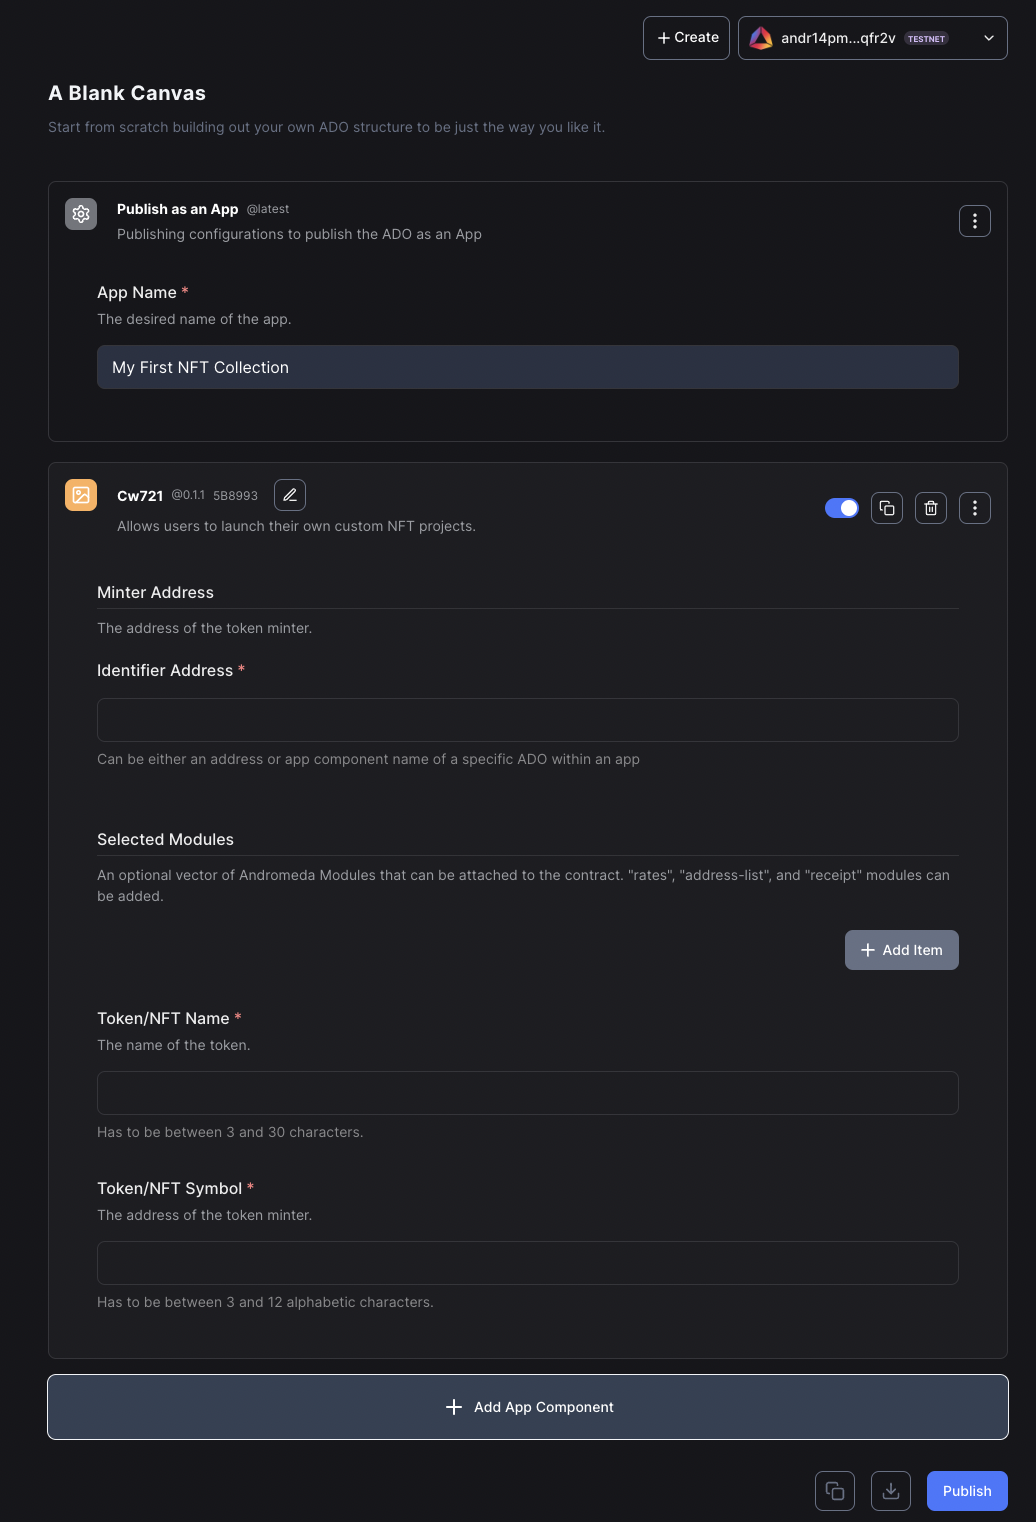 Create
andr14pm...qfr2v TESTNET
A Blank Canvas
Start from scratch building out your own ADO structure to be just the way you like it.
Publish as an App @latest
Publishing configurations to publish the ADO as an App
App Name *
The desired name of the app.
My First NFT Collection
Cw721 @0.1.1 5B8993
Allows users to launch their own custom NFT projects.
Minter Address
The address of the token minter.
Identifier Address *
Can be either an address or app component name of a specific ADO within an app
Selected Modules
An optional vector of Andromeda Modules that can be attached to the contract. "rates", "address-list", and "receipt" modules can
be added.
Add Item
Token/NFT Name *
The name of the token.
Has to be between 3 and 30 characters.
Token/NFT Symbol *
The address of the token minter.
Has to be between 3 and 12 alphabetic characters.
Add App Component
Publish